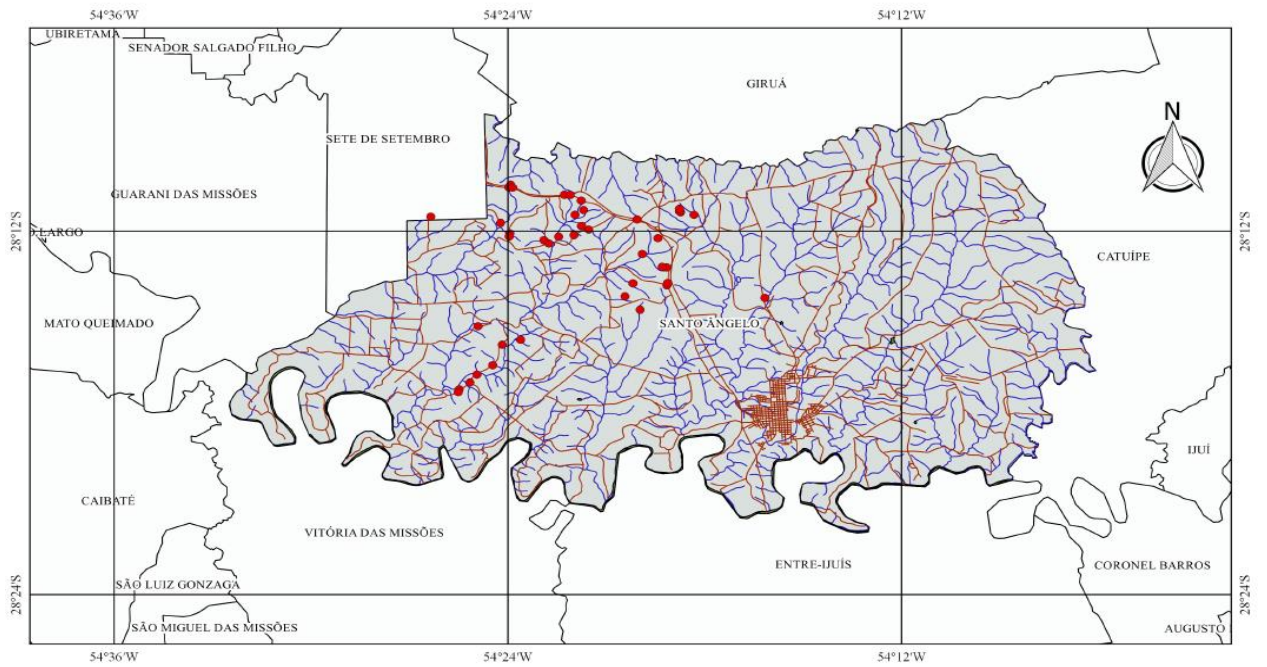 54°36'W
54°24'W
54°12'W
UBIRETAMA
SENADOR SALGADO FILHO
GIRUÁ
N
SETE DE SETEMBRO
GUARANI DAS MISSÕES
28°12'S
28°12'S
LARGO
CATUÍPE
MATO QUEIMADO
SANTO ÂNGELO
IJUÍ
CAIBATÉ
VITÓRIA DAS MISSÕES
ENTRE-IJUÍS
CORONEL BARROS
28°24'S
28°24'S
SÃO LUIZ GONZAGA
SÃO MIGUEL DAS MISSÕES
AUGUSTO
54°36'W
54°24'W
54°12'W